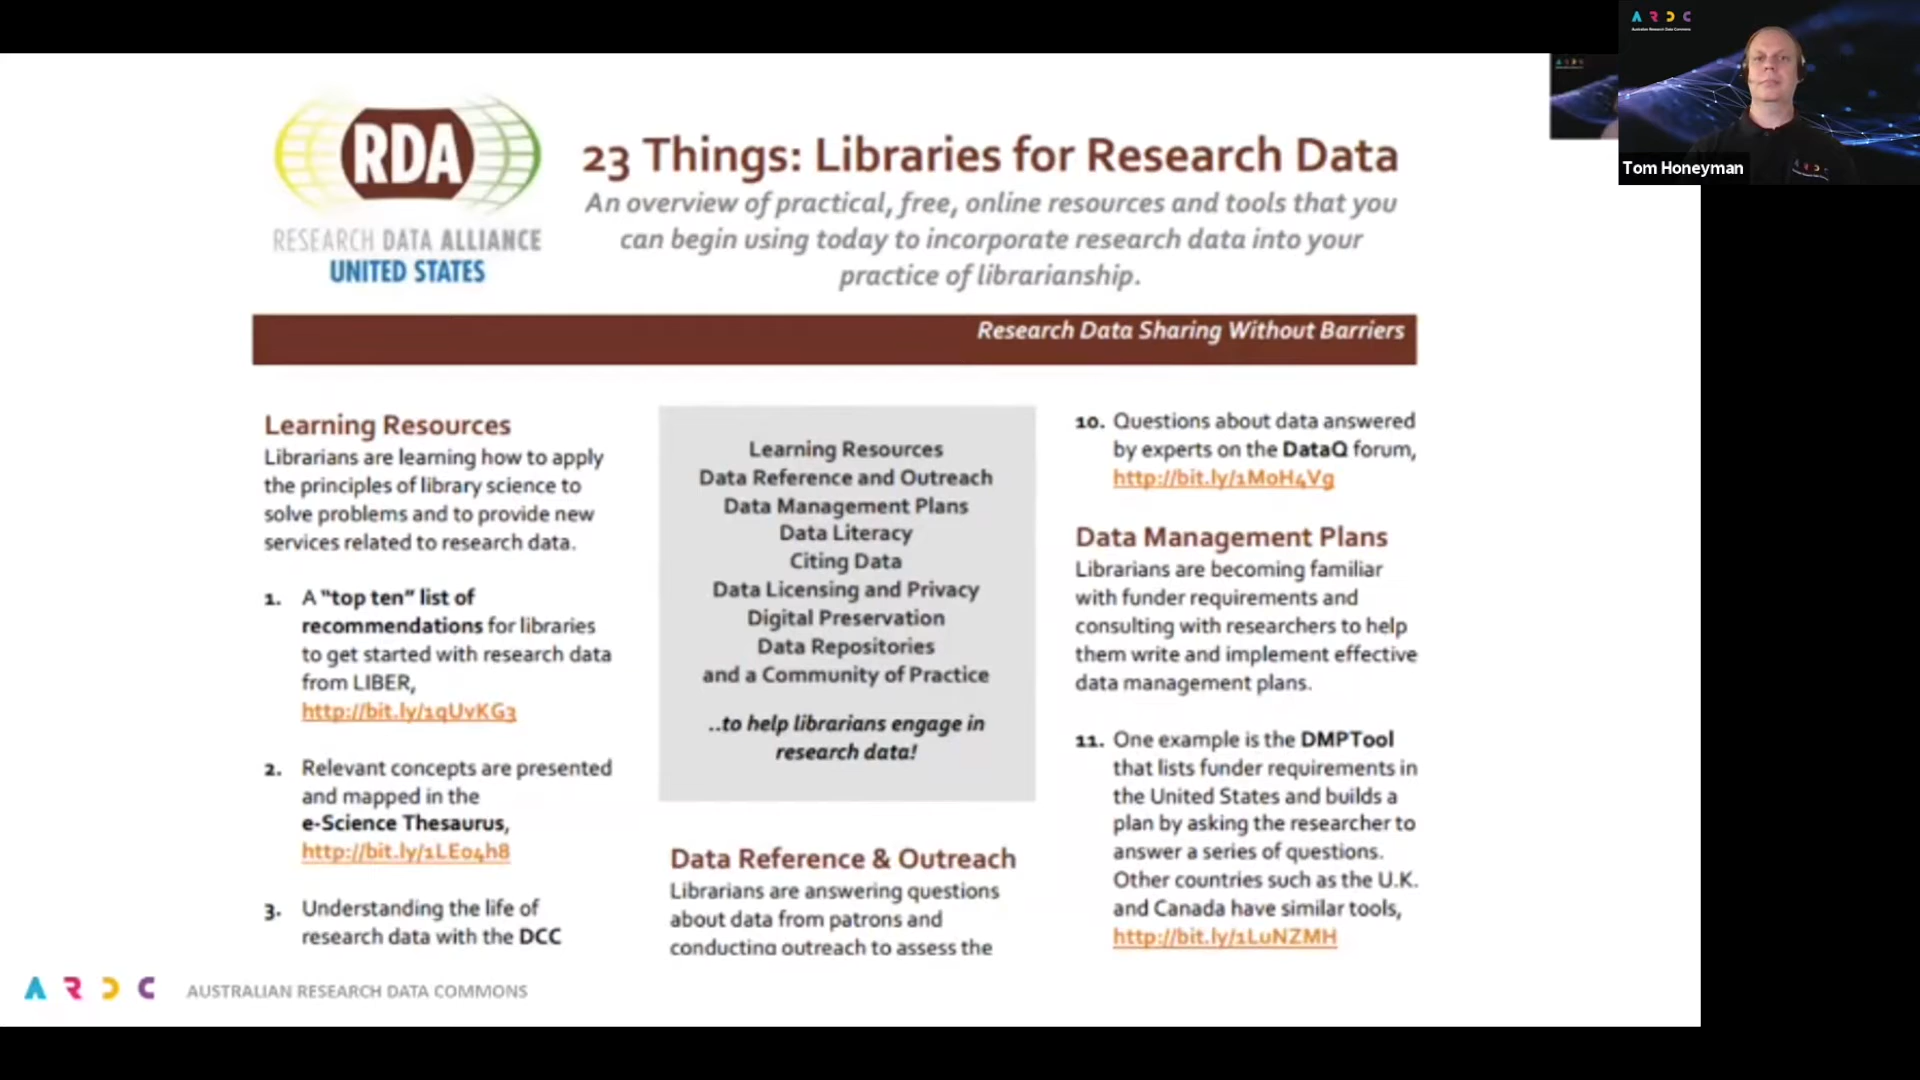 RDA
RESEARCH DATA ALLIANCE
UNITED STATES
23 Things: Libraries for Research Data
An overview of practical, free, online resources and tools that you
can begin using today to incorporate research data into your
practice of librarianship.
Research Data Sharing Without Barriers
Learning Resources
Librarians are learning how to apply
the principles of library science to
solve problems and to provide new
services related to research data.
1. A “top ten” list of
recommendations for libraries
to get started with research data
from LIBER,
http://bit.ly/1qUvKG3
2. Relevant concepts are presented
and mapped in the
e-Science Thesaurus,
http://bit.ly/1LEo4h8
3. Understanding the life of
research data with the DCC
Learning Resources
Data Reference and Outreach
Data Management Plans
Data Literacy
Citing Data
Data Licensing and Privacy
Digital Preservation
Data Repositories
and a Community of Practice
..to help librarians engage in
research data!
Data Reference & Outreach
Librarians are answering questions
about data from patrons and
conducting outreach to assess the
10. Questions about data answered
by experts on the DataQ forum,
http://bit.ly/1MoH4Vg
Data Management Plans
Librarians are becoming familiar
with funder requirements and
consulting with researchers to help
them write and implement effective
data management plans.
11. One example is the DMPTool
that lists funder requirements in
the United States and builds a
plan by asking the researcher to
answer a series of questions.
Other countries such as the U.K.
and Canada have similar tools,
http://bit.ly/1LuNZMH
ARDC AUSTRALIAN RESEARCH DATA COMMONS
ARDC
Australian Research Data Commons
Tom Honeyman